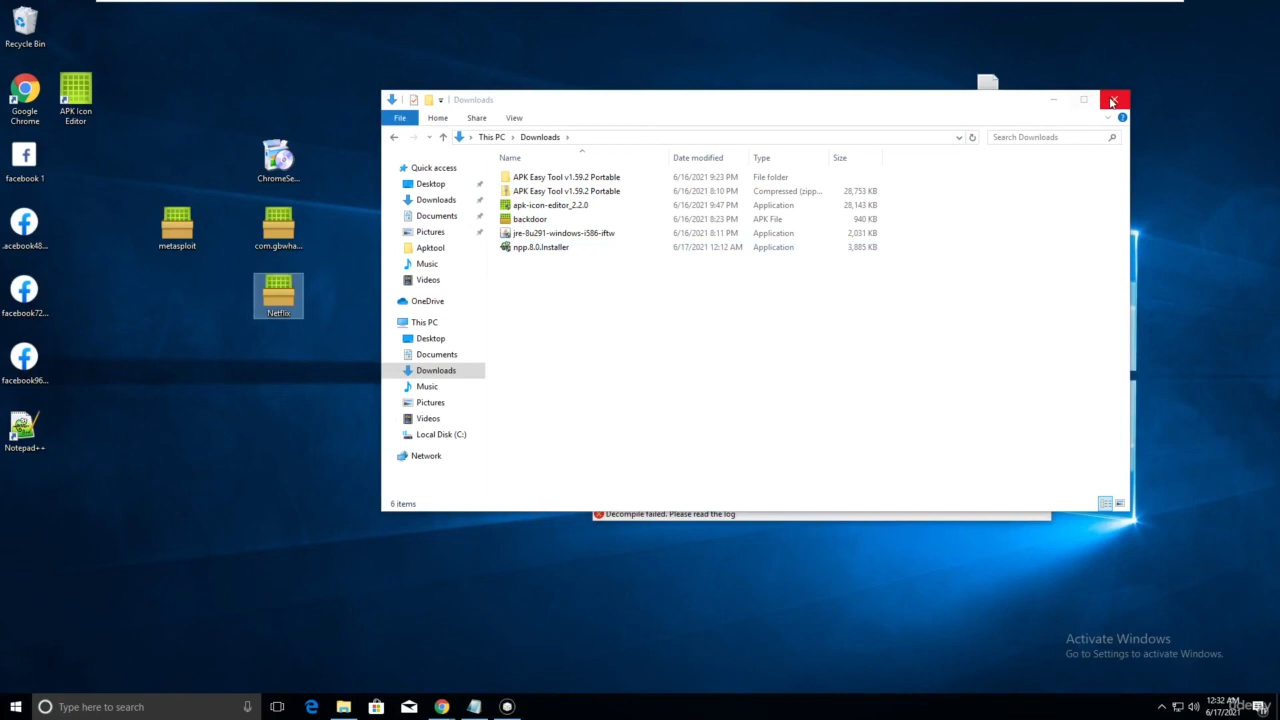 Recycle Bin
Google
Chrome
APK Icon
Editor
facebook 1
.acebook48...
facebook72...
facebook96...
Notepad++
ChromeSe...
metasploit
com.gbwha...
Netflix
Downloads
File
Home
Share
View
This PC
Downloads
Search Downloads
Quick access
Desktop
Downloads
Documents
Pictures
Apktool
Music
Videos
OneDrive
This PC
Desktop
Documents
Downloads
Music
Pictures
Videos
Local Disk (C:)
Network
Name Date modified Type Size
APK Easy Tool v1.59.2 Portable 6/16/2021 9:23 PM File folder
APK Easy Tool v1.59.2 Portable 6/16/2021 8:10 PM Compressed (zipp... 28,753 KB
apk-icon-editor_2.2.0 6/16/2021 9:47 PM Application 28,143 KB
backdoor 6/16/2021 8:23 PM APK File 940 KB
jre-8u291-windows-i586-iftw 6/16/2021 8:11 PM Application 2,031 KB
npp.8.0.Installer 6/17/2021 12:12 AM Application 3,885 KB
6 items
Decompile failed. Please read the log
Activate Windows
Go to Settings to activate Windows.
Type here to search
12:32 AM
6/17/2021